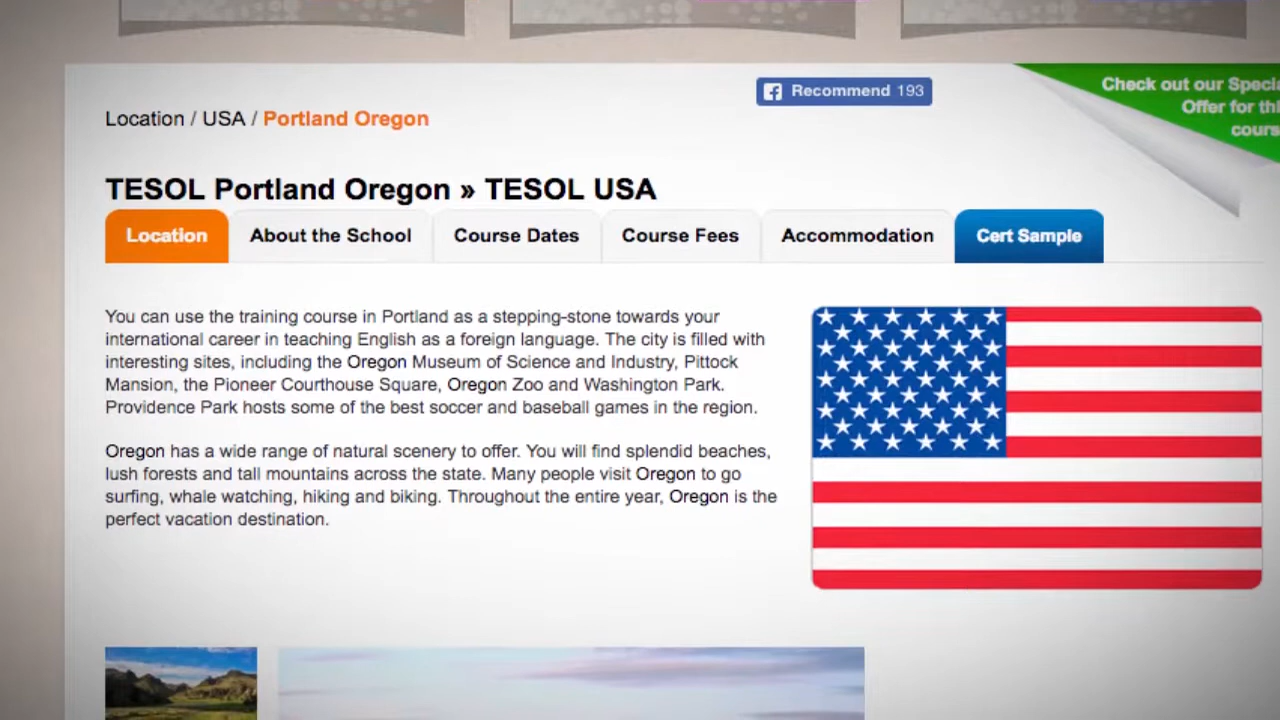 Check out our Specia
Offer for thi
cours
Recommend 193
Location / USA / Portland Oregon
TESOL Portland Oregon » TESOL USA
Location
About the School
Course Dates
Course Fees
Accommodation
Cert Sample
You can use the training course in Portland as a stepping-stone towards your
international career in teaching English as a foreign language. The city is filled with
interesting sites, including the Oregon Museum of Science and Industry, Pittock
Mansion, the Pioneer Courthouse Square, Oregon Zoo and Washington Park.
Providence Park hosts some of the best soccer and baseball games in the region.
Oregon has a wide range of natural scenery to offer. You will find splendid beaches,
lush forests and tall mountains across the state. Many people visit Oregon to go
surfing, whale watching, hiking and biking. Throughout the entire year, Oregon is the
perfect vacation destination.